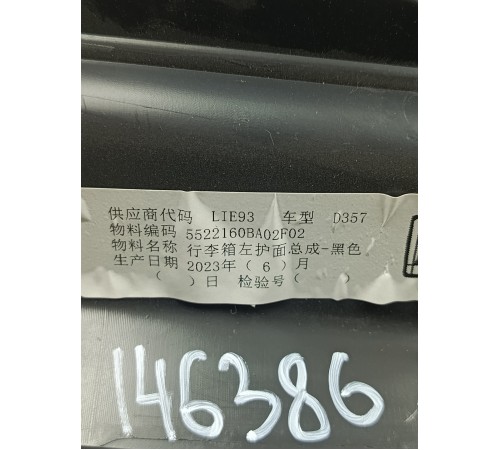 供应商代码 LIE93 车型 D357
物料编码 5522160BA02F02
物料名称 行李箱左护面总成-黑色
生产日期 2023年(6)月
( )日 检验号(
146386